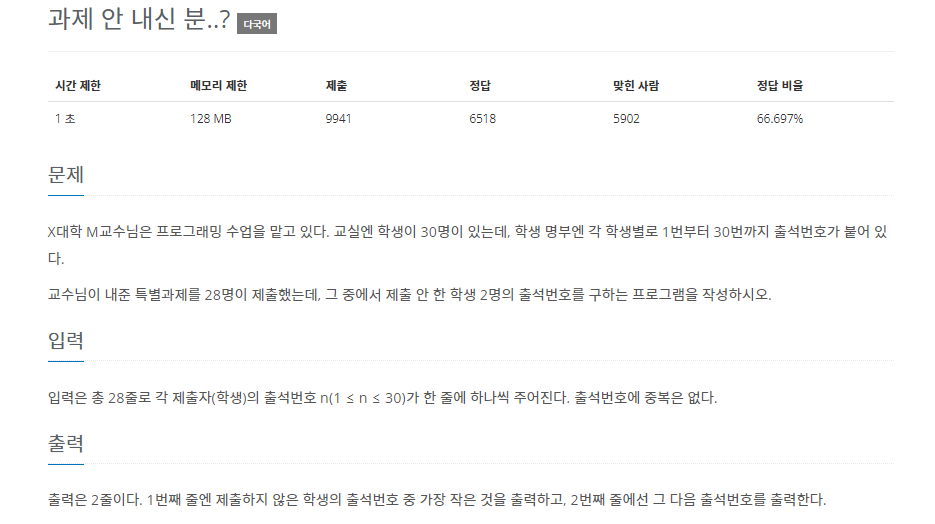 과제 안 내신 분..? 다국어
시간 제한 메모리 제한 제출 정답 맞힌 사람 정답 비율
1 초 128 MB 9941 6518 5902 66.697%
문제
X대학 M교수님은 프로그래밍 수업을 맡고 있다. 교실엔 학생이 30명이 있는데, 학생 명부엔 각 학생별로 1번부터 30번까지 출석번호가 붙어 있
다.
교수님이 내준 특별과제를 28명이 제출했는데, 그 중에서 제출 안 한 학생 2명의 출석번호를 구하는 프로그램을 작성하시오.
입력
입력은 총 28줄로 각 제출자(학생)의 출석번호 n(1 ≤ n ≤ 30)가 한 줄에 하나씩 주어진다. 출석번호에 중복은 없다.
출력
출력은 2줄이다. 1번째 줄엔 제출하지 않은 학생의 출석번호 중 가장 작은 것을 출력하고, 2번째 줄에선 그 다음 출석번호를 출력한다.